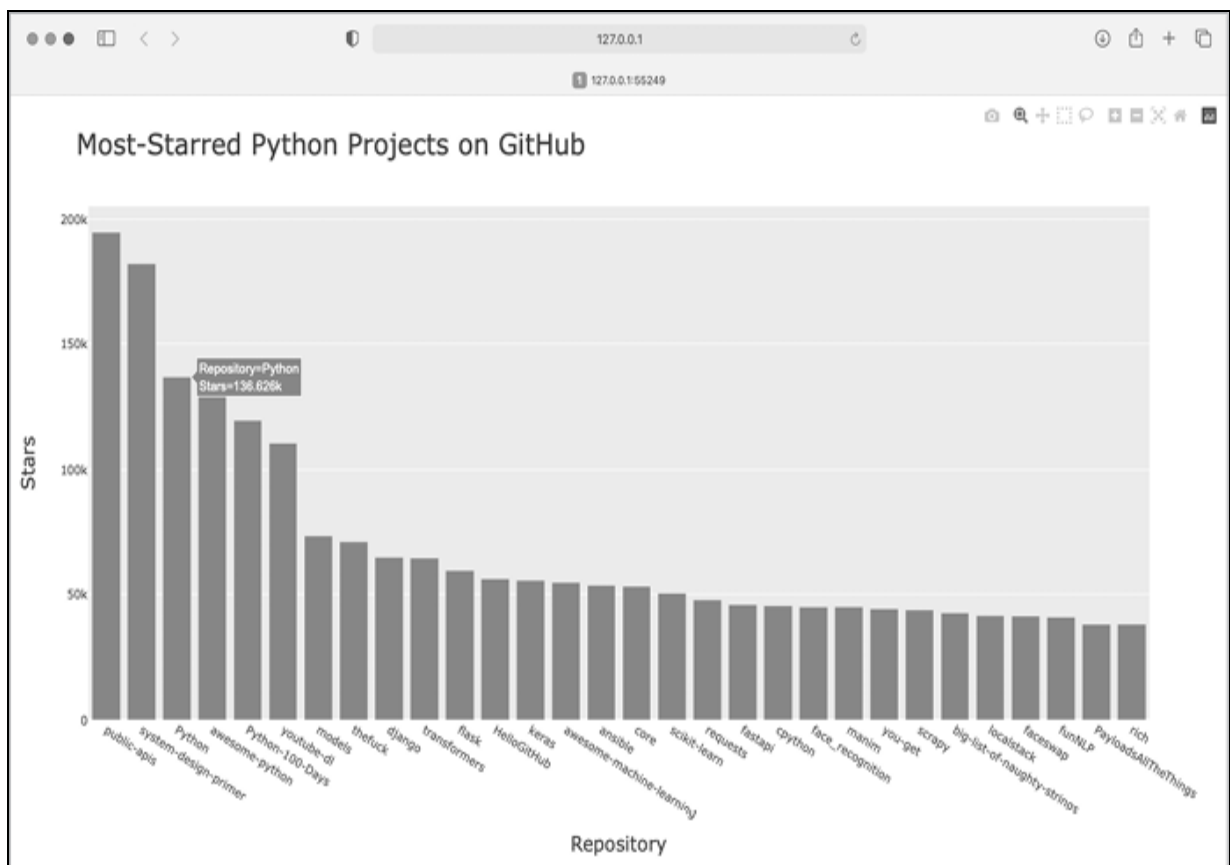 127.0.0.1
1 127.0.0.1:55249
Most-Starred Python Projects on GitHub
200k
150k
100k
50k
0
Stars
Repository=Python
Stars=136.626k
public-apis
system-design-primer
Python
awesome-python
Python-100-Days
youtube-dl
models
thefuck
django
transformers
flask
HelloGitHub
keras
awesome-machine-learning
ansible
core
scikit-learn
requests
fastapi
cpython
face_recognition
manim
you-get
scrapy
big-list-of-naughty-strings
localstack
faceswap
funNLP
PayloadsAllTheThings
rich
Repository